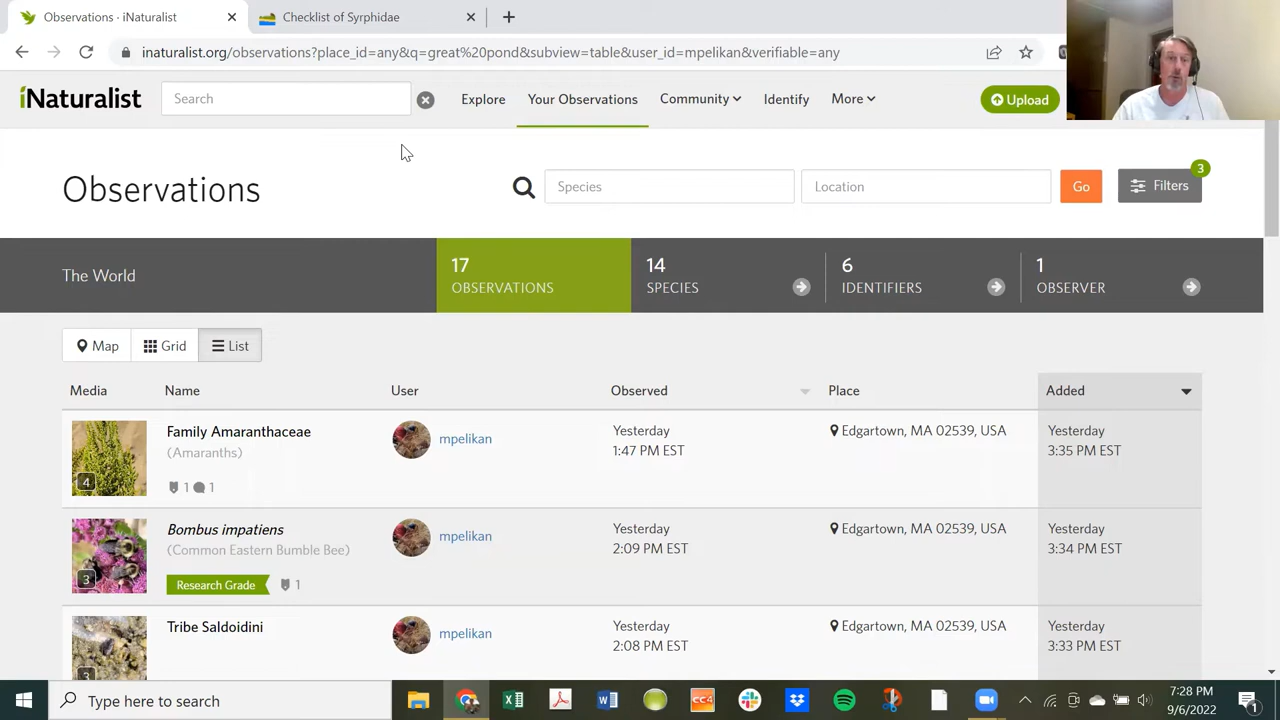 Observations · iNaturalist
Checklist of Syrphidae
inaturalist.org/observations?place_id=any&q=great%20pond&subview=table&user_id=mpelikan&verifiable=any
iNaturalist
Search
Explore
Your Observations
Community
Identify
More
Upload
Observations
Species
Location
Go
Filters
3
The World
17
OBSERVATIONS
14
SPECIES
6
IDENTIFIERS
1
OBSERVER
Map
Grid
List
Media
Name
User
Observed
Place
Added
4
Family Amaranthaceae
(Amaranths)
1 1
mpelikan
Yesterday
1:47 PM EST
Edgartown, MA 02539, USA
Yesterday
3:35 PM EST
3
Bombus impatiens
(Common Eastern Bumble Bee)
Research Grade 1
mpelikan
Yesterday
2:09 PM EST
Edgartown, MA 02539, USA
Yesterday
3:34 PM EST
3
Tribe Saldoidini
mpelikan
Yesterday
2:08 PM EST
Edgartown, MA 02539, USA
Yesterday
3:33 PM EST
Type here to search
CC4
7:28 PM
9/6/2022
1